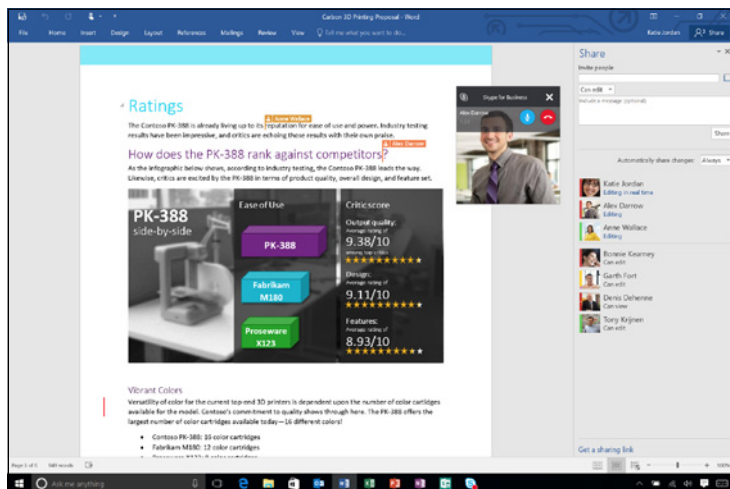 Carbon 3D Printing Proposal - Word
File Home Insert Design Layout References Mailings Review View Tell me what you want to do...
Katie Jordan Share
Ratings
Anne Wallace
The Contoso PK-388 is already living up to its reputation for ease of use and power. Industry testing
results have been impressive, and critics are echoing those results with their own praise.
Alex Darrow
How does the PK-388 rank against competitors?
As the infographic below shows, according to industry testing, the Contoso PK-388 leads the way.
Likewise, critics are excited by the PK-388 in terms of product quality, overall design, and feature set.
PK-388
side-by-side
Ease of Use
PK-388
Fabrikam
M180
Proseware
X123
Critic score
Output quality:
Average rating of
9.38/10
Design:
Average rating of
9.11/10
Features:
Average rating of
8.93/10
Vibrant Colors
Versatility of color for the current top-end 3D printers is dependent upon the number of color cartidges
available for the model. Contoso's commitment to quality shows through here. The PK-388 offers the
largest number of color cartridges available today—16 different colors!
• Contoso PK-388: 16 color cartridges
• Fabrikam M180: 12 color cartridges
Skype for Business
Alex Darrow
Share
Invite people
Can edit
Include a message (optional)
Share
Automatically share changes: Always
Katie Jordan
Editing in real time
Alex Darrow
Editing
Anne Wallace
Editing
Bonnie Kearney
Can edit
Garth Fort
Can edit
Denis Dehenne
Can view
Tony Krijnen
Can edit
Get a sharing link
100%
Ask me anything